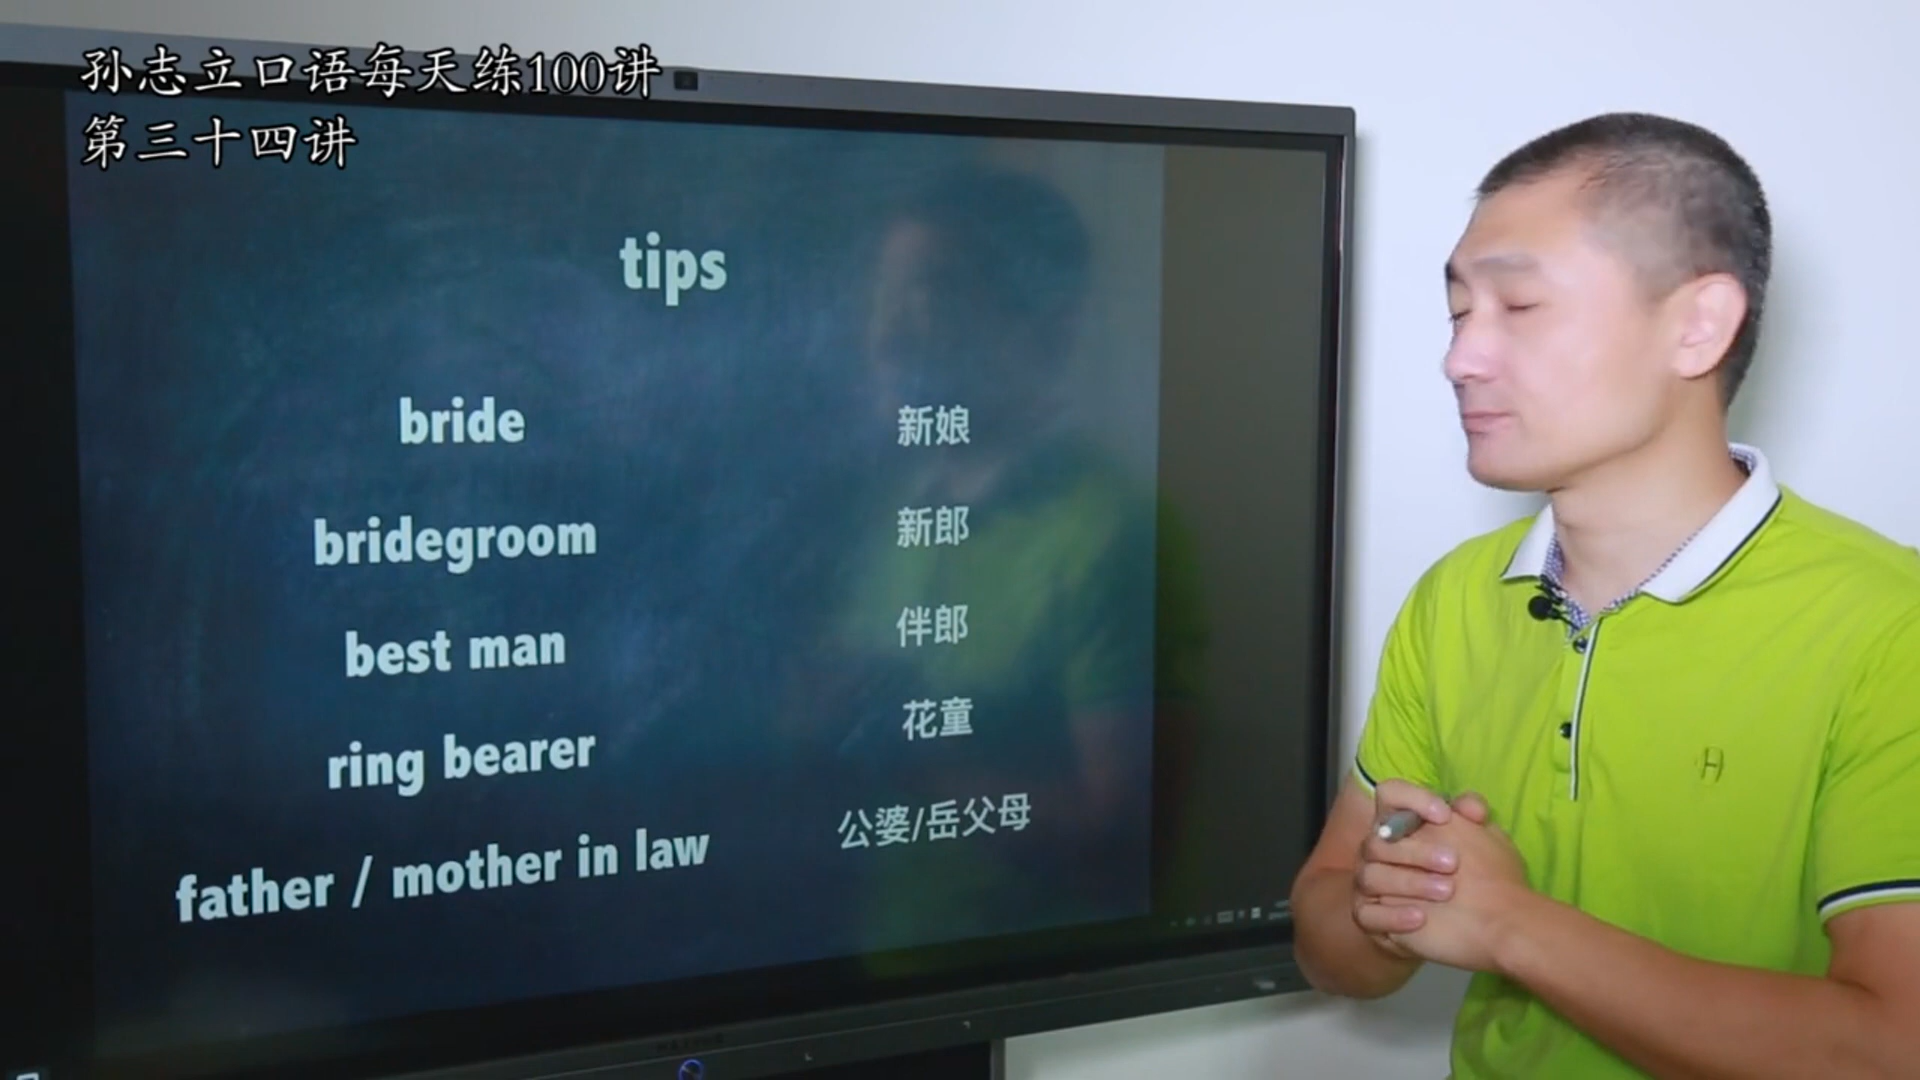 孙志立口语每天练100讲
第三十四讲
tips
bride 新娘
bridegroom 新郎
best man 伴郎
ring bearer 花童
father / mother in law 公婆/岳父母